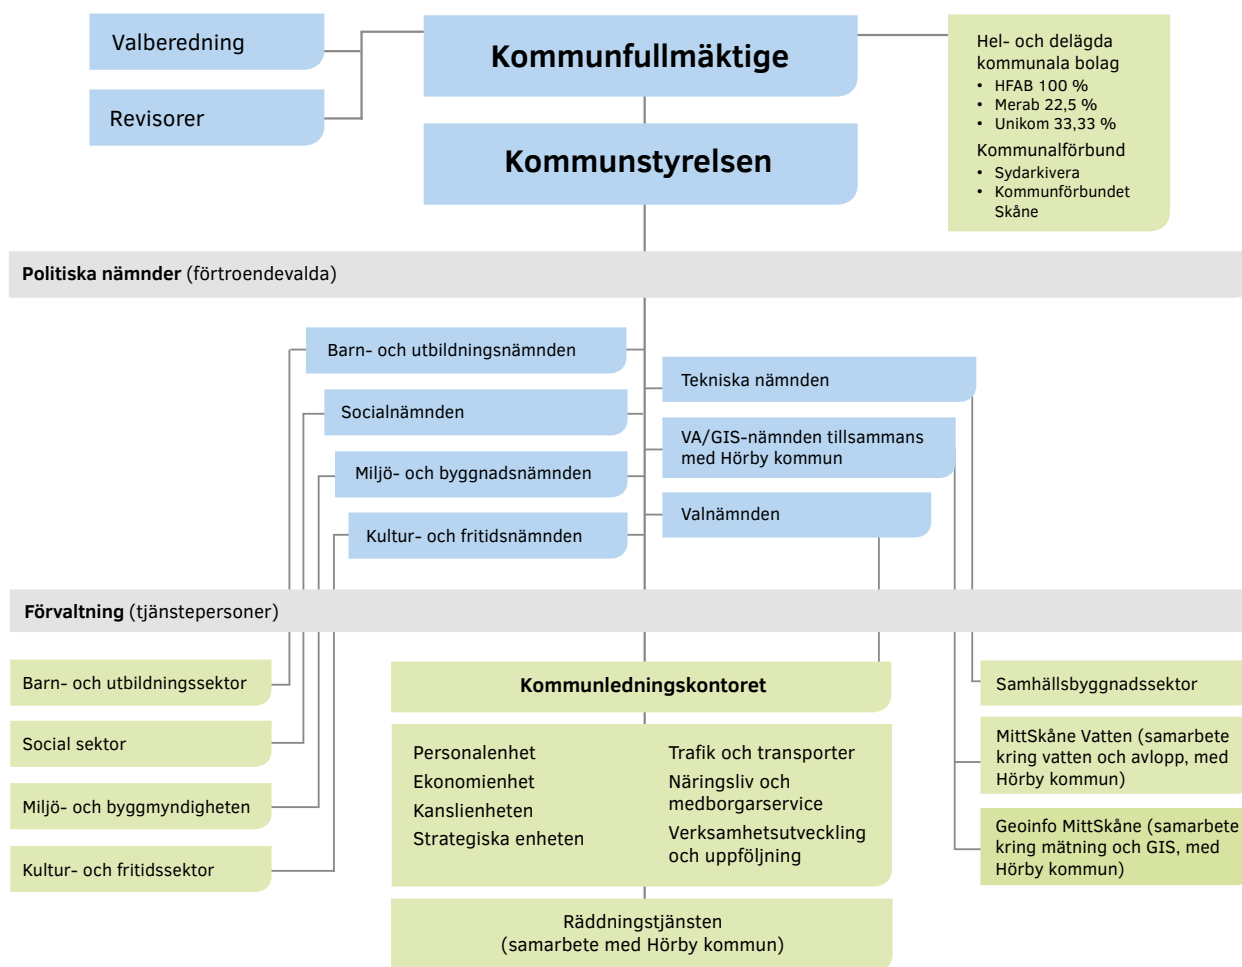 Valberedning
Revisorer
Kommunfullmäktige
Kommunstyrelsen
Hel- och delägda
kommunala bolag
• HFAB 100 %
• Merab 22,5 %
• Unikom 33,33 %
Kommunalförbund
• Sydarkivera
• Kommunförbundet
Skåne
Politiska nämnder (förtroendevalda)
Barn- och utbildningsnämnden
Socialnämnden
Miljö- och byggnadsnämnden
Kultur- och fritidsnämnden
Tekniska nämnden
VA/GIS-nämnden tillsammans
med Hörby kommun
Valnämnden
Förvaltning (tjänstepersoner)
Barn- och utbildningssektor
Social sektor
Miljö- och byggmyndigheten
Kultur- och fritidssektor
Kommunledningskontoret
Personalenhet
Ekonomienhet
Kanslienheten
Strategiska enheten
Trafik och transporter
Näringsliv och
medborgarservice
Verksamhetsutveckling
och uppföljning
Räddningstjänsten
(samarbete med Hörby kommun)
Samhällsbyggnadssektor
MittSkåne Vatten (samarbete
kring vatten och avlopp, med
Hörby kommun)
Geoinfo MittSkåne (samarbete
kring mätning och GIS, med
Hörby kommun)